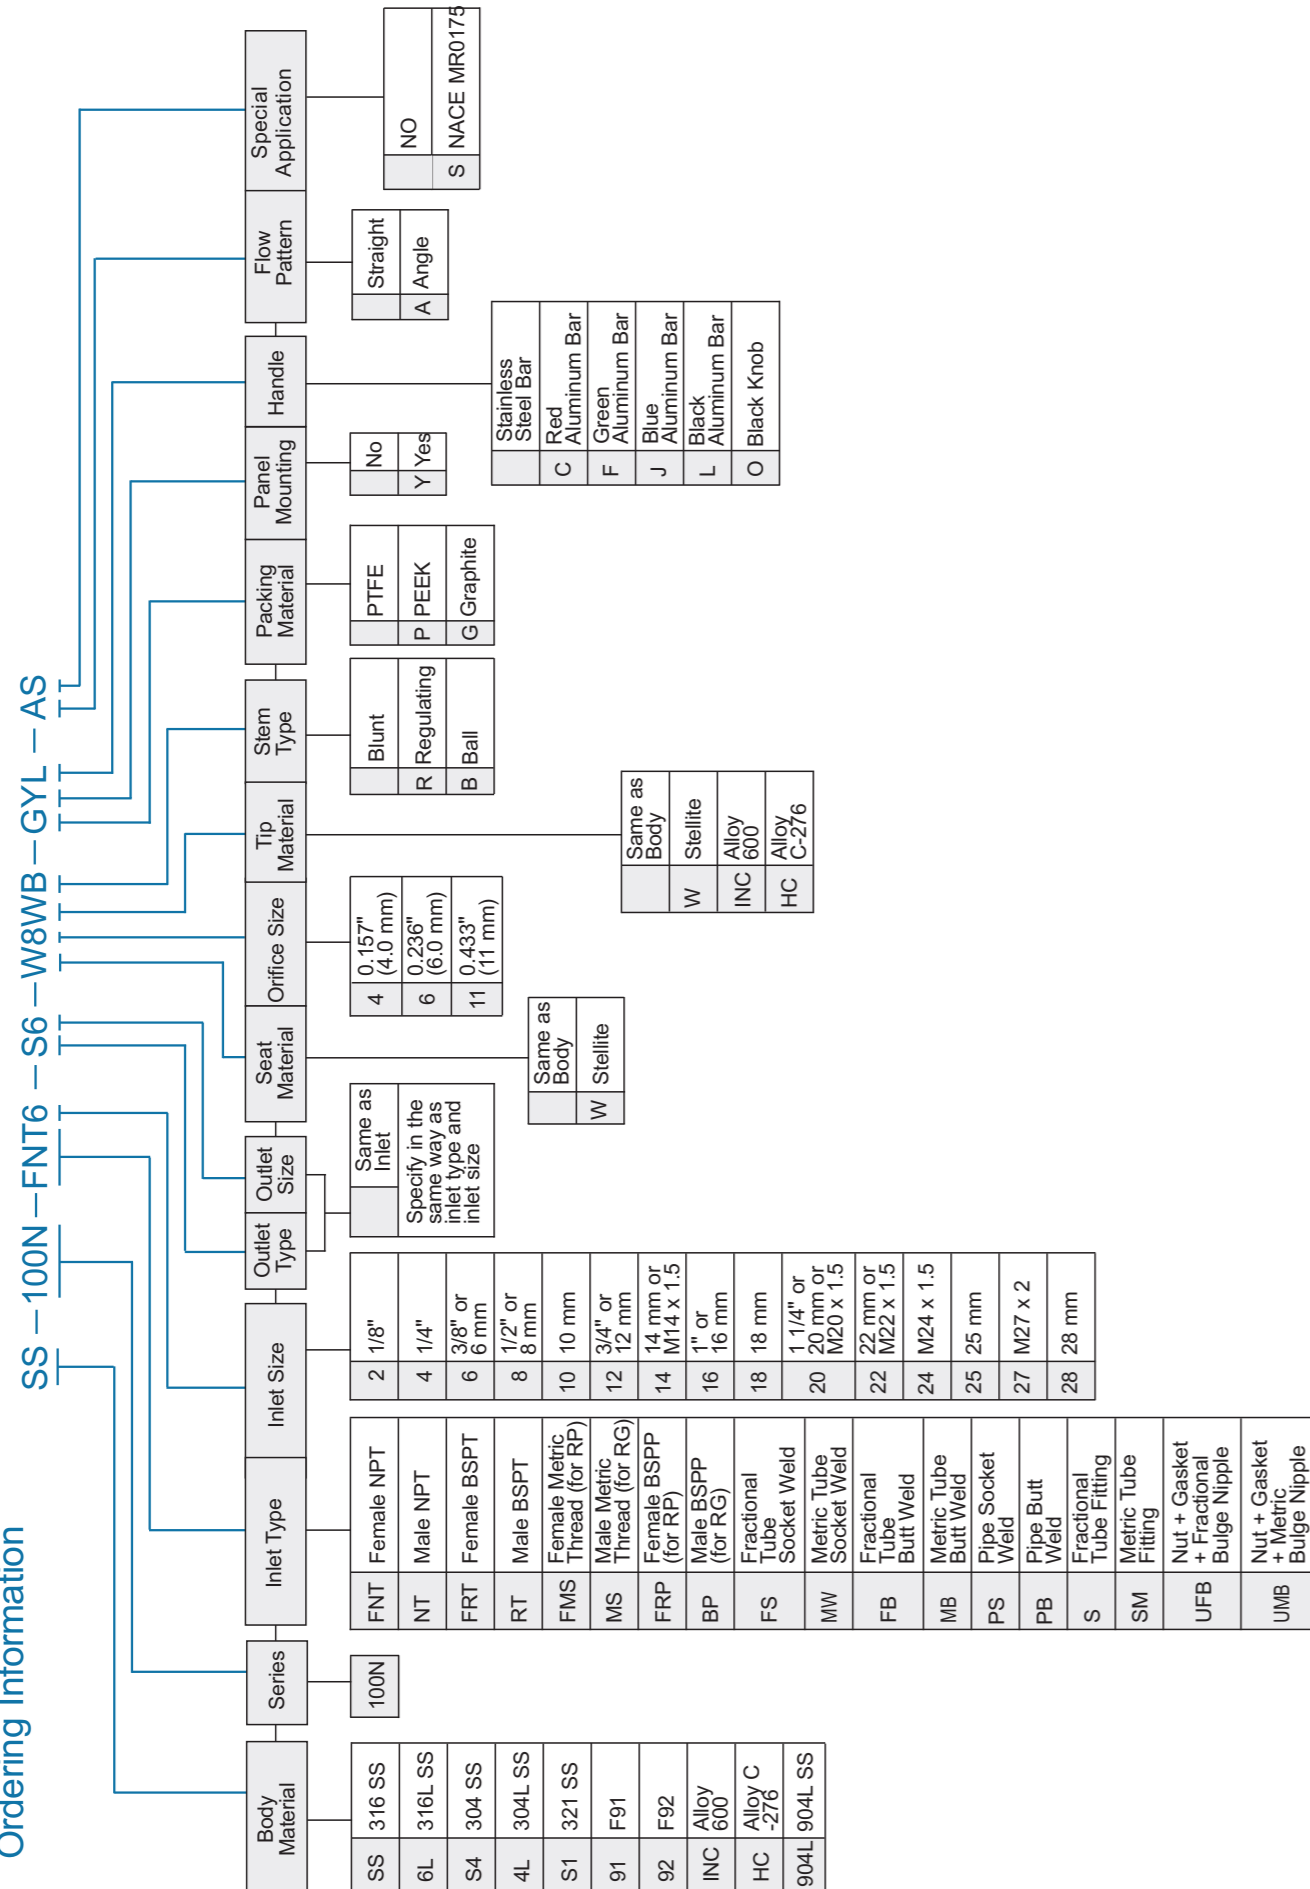 Ordering Information
SS – 100N – FNT6 – S6 – W8WB – GYL – AS
Body
Material
SS 316 SS
6L 316L SS
S4 304 SS
4L 304L SS
S1 321 SS
91 F91
92 F92
INC Alloy
600
HC Alloy C
-276
904L 904L SS
Series
100N
Inlet Type
FNT Female NPT
NT Male NPT
FRT Female BSPT
RT Male BSPT
FMS Female Metric
Thread (for RP)
MS Male Metric
Thread (for RG)
FRP Female BSPP
(for RP)
BP Male BSPP
(for RG)
FS Fractional
Tube
Socket Weld
MW Metric Tube
Socket Weld
FB Fractional
Tube
Butt Weld
MB Metric Tube
Butt Weld
PS Pipe Socket
Weld
PB Pipe Butt
Weld
S Fractional
Tube Fitting
SM Metric Tube
Fitting
UFB Nut + Gasket
+ Fractional
Bulge Nipple
UMB Nut + Gasket
+ Metric
Bulge Nipple
Inlet Size
2 1/8"
4 1/4"
6 3/8" or
6 mm
8 1/2" or
8 mm
10 10 mm
12 3/4" or
12 mm
14 14 mm or
M14 x 1.5
16 1" or
16 mm
18 18 mm
20 1 1/4" or
20 mm or
M20 x 1.5
22 22 mm or
M22 x 1.5
24 M24 x 1.5
25 25 mm
27 M27 x 2
28 28 mm
Outlet
Type
Outlet
Size
Same as
Inlet
Specify in the
same way as
inlet type and
inlet size
Seat
Material
Same as
Body
W Stellite
Orifice Size
4 0.157"
(4.0 mm)
6 0.236"
(6.0 mm)
11 0.433"
(11 mm)
Tip
Material
Same as
Body
W Stellite
INC Alloy
600
HC Alloy
C-276
Stem
Type
Blunt
R Regulating
B Ball
Packing
Material
PTFE
P PEEK
G Graphite
Panel
Mounting
No
Y Yes
Handle
Stainless
Steel Bar
C Red
Aluminum Bar
F Green
Aluminum Bar
J Blue
Aluminum Bar
L Black
Aluminum Bar
O Black Knob
Flow
Pattern
Straight
A Angle
Special
Application
NO
S NACE MR0175